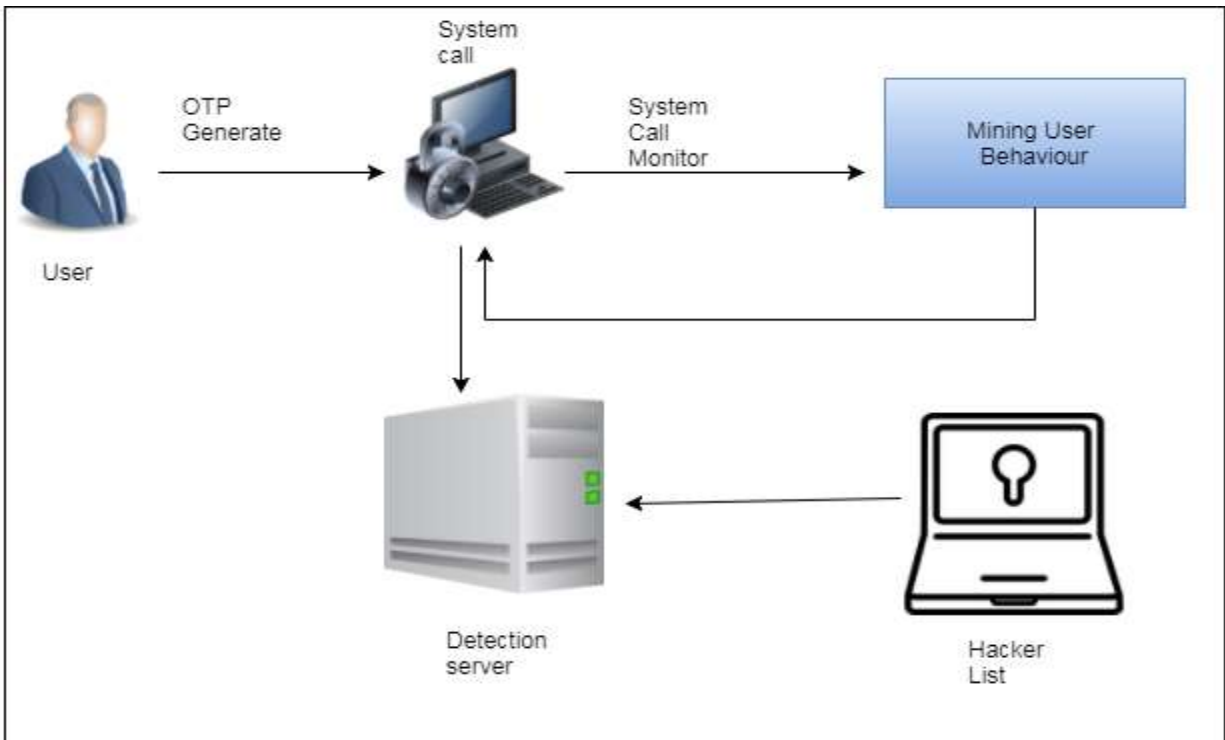 System
call
OTP
Generate
System
Call
Monitor
Mining User
Behaviour
User
Detection
server
Hacker
List